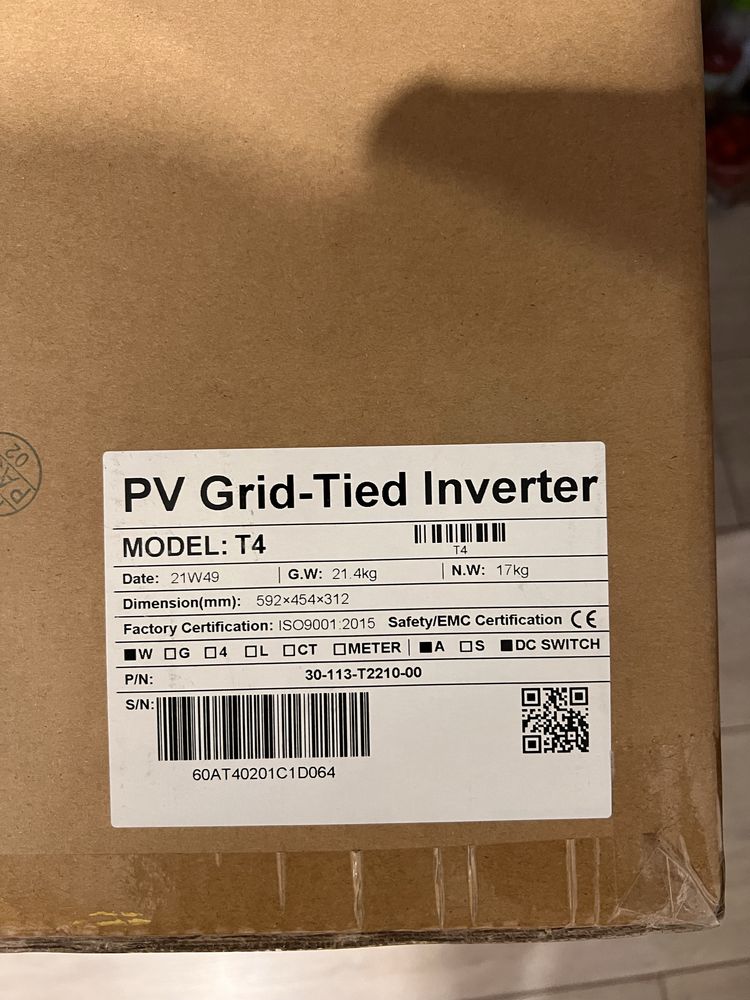 PV Grid-Tied Inverter
MODEL: T4
T4
Date: 21W49 | G.W: 21.4kg | N.W: 17kg
Dimension(mm): 592×454×312
Factory Certification: ISO9001:2015 Safety/EMC Certification CE
■W □G □4 □L □CT □METER | ■A □S ■DC SWITCH
P/N: 30-113-T2210-00
S/N:
60AT40201C1D064